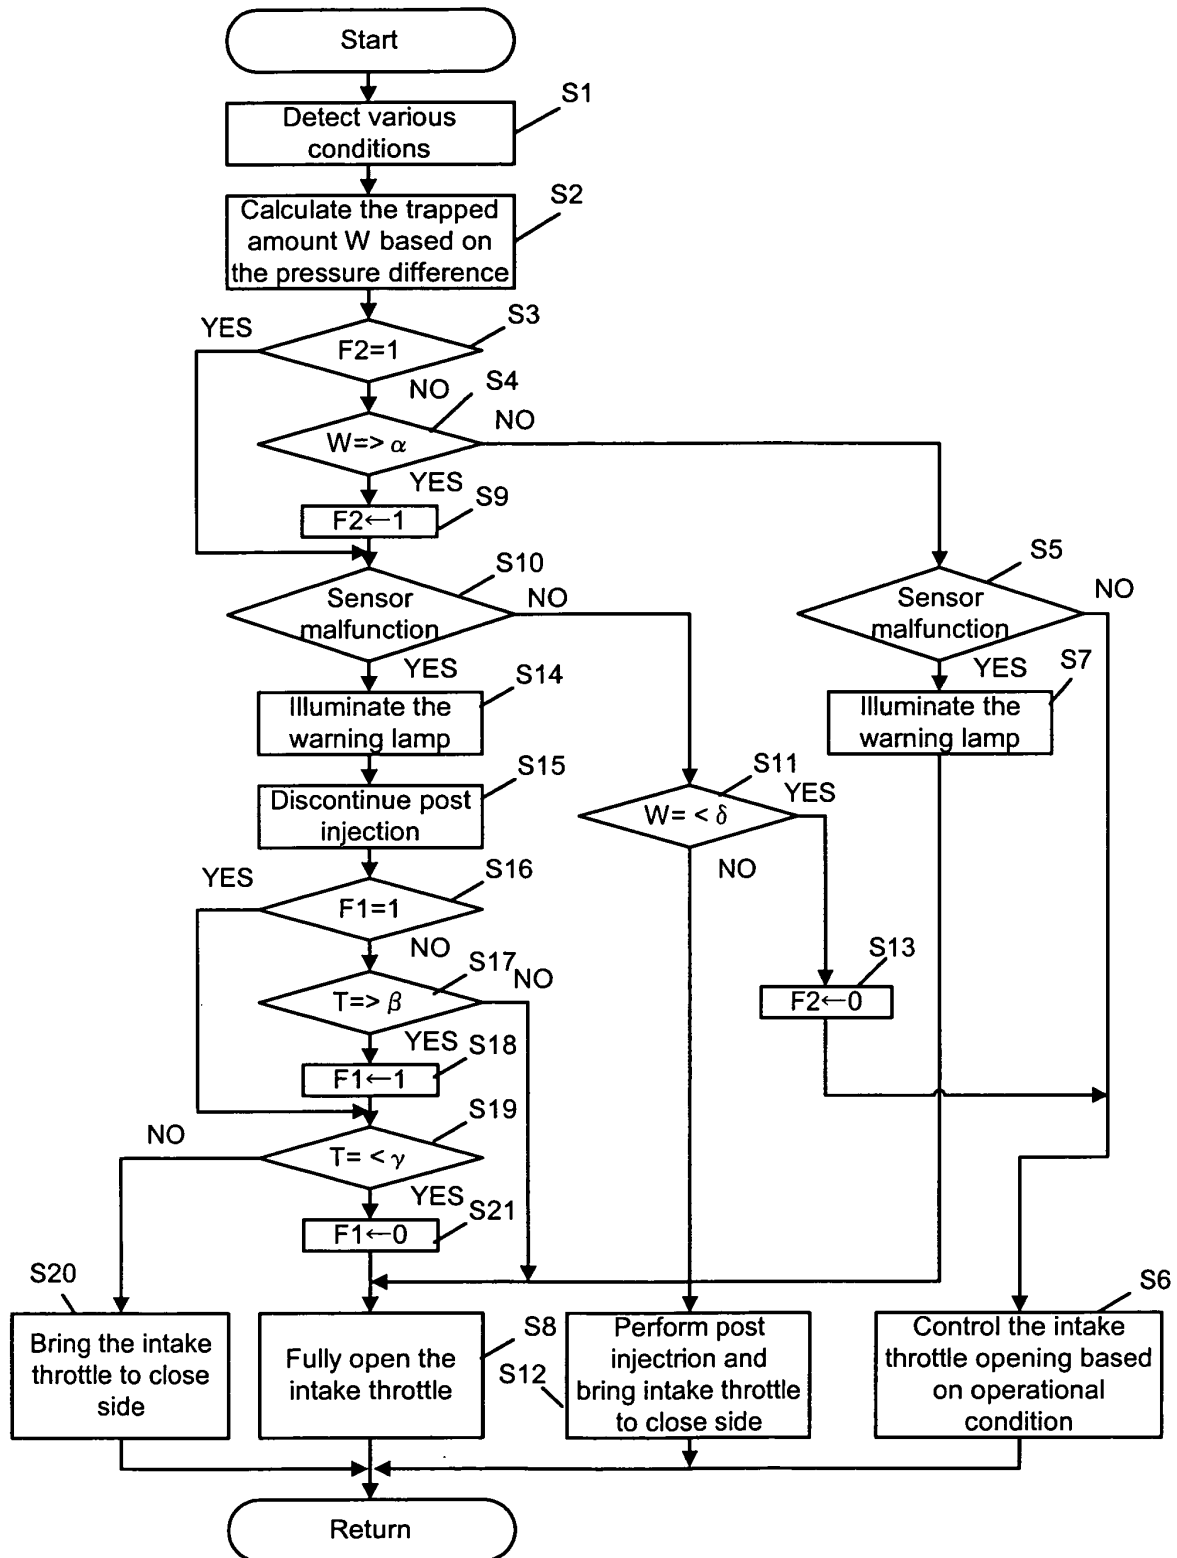 Start
S1
Detect various
conditions
S2
Calculate the trapped
amount W based on
the pressure difference
YES
S3
F2=1
NO
S4
NO
W=> α
YES
S9
F2←1
S10
S5
NO
NO
Sensor
malfunction
Sensor
malfunction
YES
S14
YES
S7
Illuminate the
warning lamp
Illuminate the
warning lamp
S15
S11
YES
Discontinue post
injection
W= < δ
YES
S16
NO
F1=1
NO
S17
NO
S13
T=> β
F2←0
YES
S18
F1←1
S19
NO
T= < γ
YES
S21
F1←0
S20
S6
Bring the intake
throttle to close
side
Fully open the
intake throttle
S8
S12
Perform post
injectrion and
bring intake throttle
to close side
Control the intake
throttle opening based
on operational
condition
Return